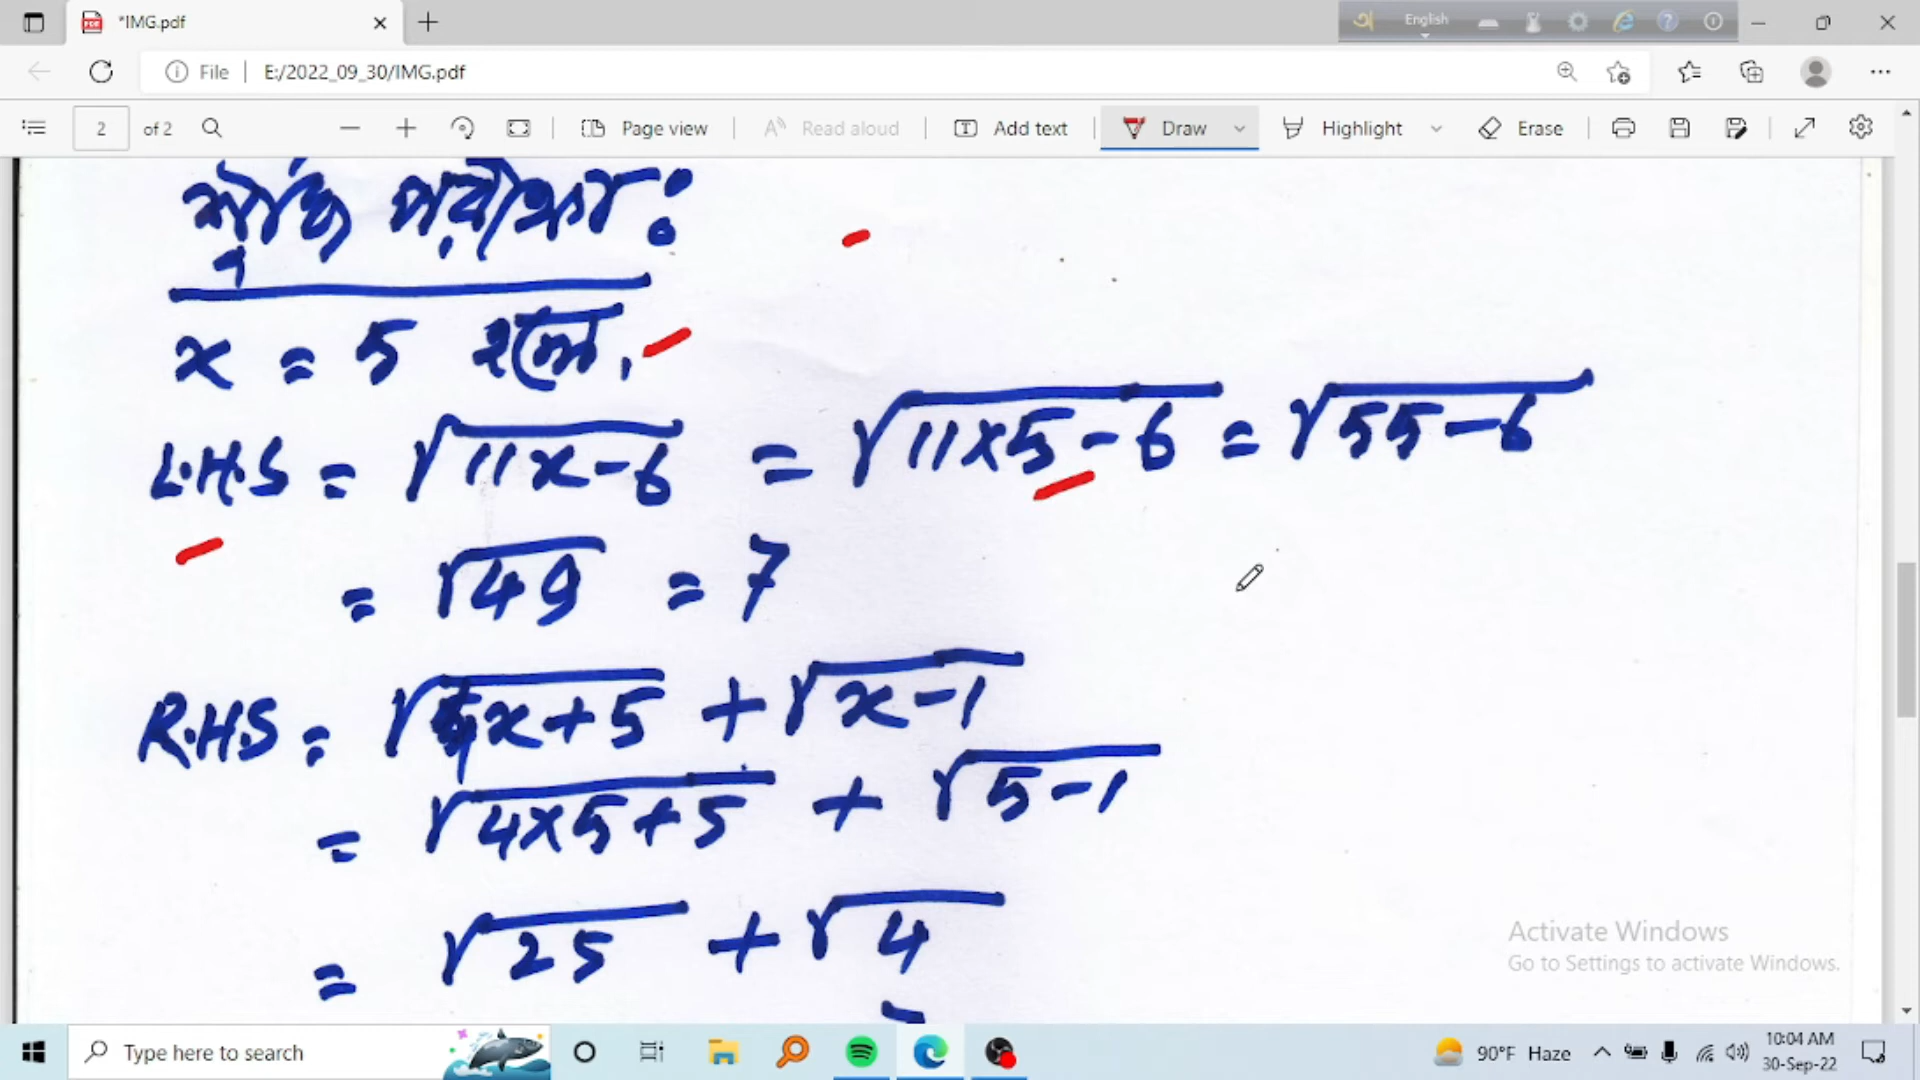 *IMG.pdf
English
File E:/2022_09_30/IMG.pdf
2 of 2 Page view Read aloud Add text Draw Highlight Erase
শুদ্ধি পরীক্ষা :
x = 5 হলে,
L.H.S = √(11x-6) = √(11×5-6) = √(55-6)
= √49 = 7
R.H.S = √(4x+5) + √(x-1)
= √(4×5+5) + √(5-1)
= √25 + √4
Activate Windows
Go to Settings to activate Windows.
Type here to search
90°F Haze
10:04 AM
30-Sep-22